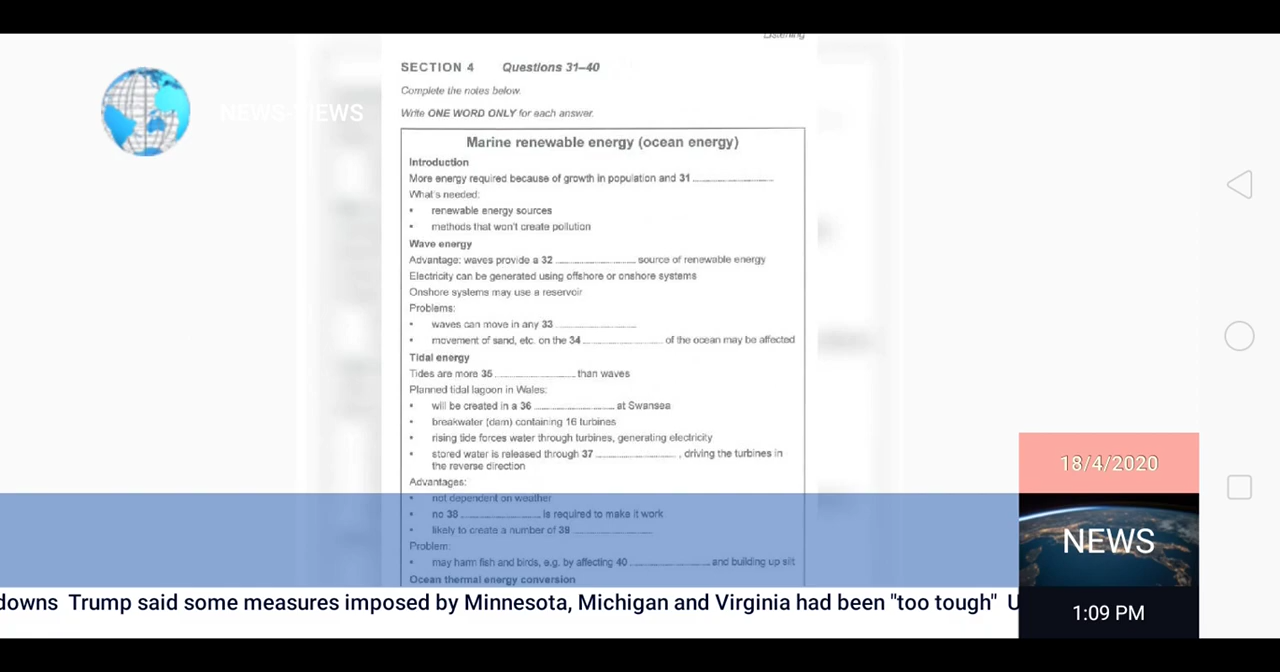 Listening
SECTION 4 Questions 31–40
Complete the notes below.
Write ONE WORD ONLY for each answer.
NEWS-VIEWS
Marine renewable energy (ocean energy)
Introduction
More energy required because of growth in population and 31 ....................
What's needed:
• renewable energy sources
• methods that won't create pollution
Wave energy
Advantage: waves provide a 32 .................... source of renewable energy
Electricity can be generated using offshore or onshore systems
Onshore systems may use a reservoir
Problems:
• waves can move in any 33 ....................
• movement of sand, etc. on the 34 .................... of the ocean may be affected
Tidal energy
Tides are more 35 .................... than waves
Planned tidal lagoon in Wales:
• will be created in a 36 .................... at Swansea
• breakwater (dam) containing 16 turbines
• rising tide forces water through turbines, generating electricity
• stored water is released through 37 ...................., driving the turbines in
the reverse direction
Advantages:
• not dependent on weather
• no 38 .................... is required to make it work
• likely to create a number of 39 ....................
Problem:
• may harm fish and birds, e.g. by affecting 40 .................... and building up silt
Ocean thermal energy conversion
18/4/2020
NEWS
1:09 PM
downs Trump said some measures imposed by Minnesota, Michigan and Virginia had been "too tough" U